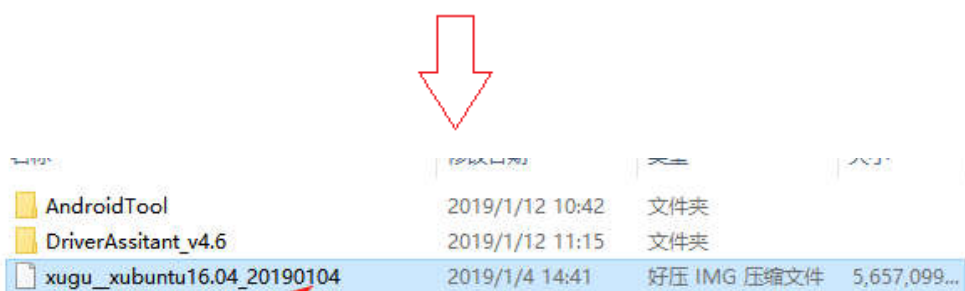 AndroidTool 2019/1/12 10:42 文件夹
DriverAssitant_v4.6 2019/1/12 11:15 文件夹
xugu__xubuntu16.04_20190104 2019/1/4 14:41 好压 IMG 压缩文件 5,657,099...